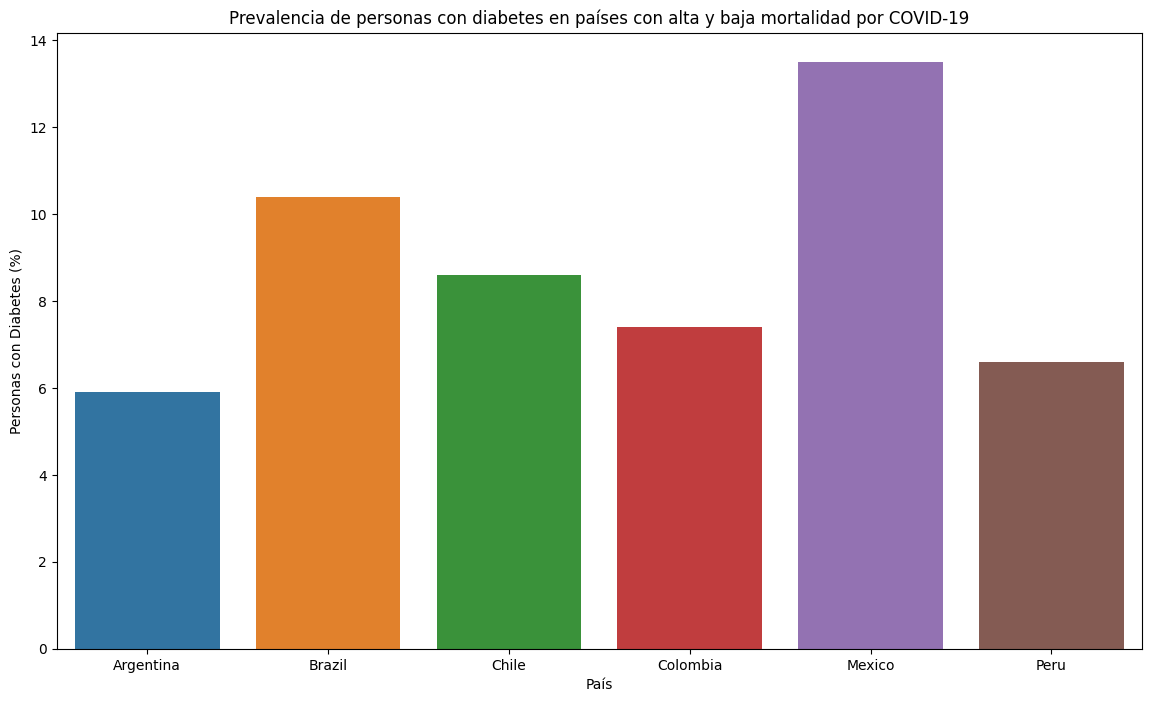 Prevalencia de personas con diabetes en países con alta y baja mortalidad por COVID-19
14
12
10
8
6
4
2
0
Personas con Diabetes (%)
Argentina Brazil Chile Colombia Mexico Peru
País